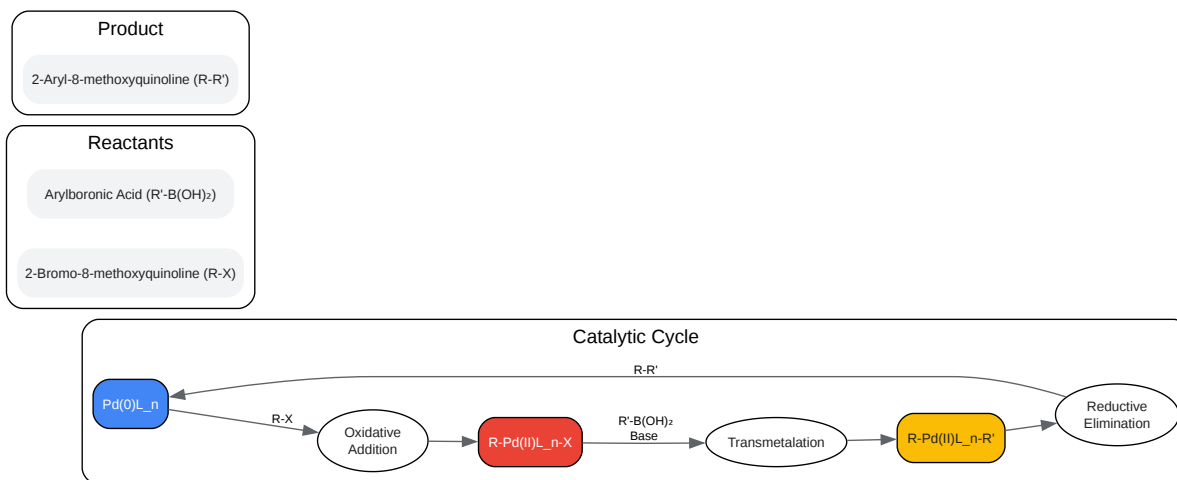 Product
2-Aryl-8-methoxyquinoline (R-R')
Reactants
Arylboronic Acid (R'-B(OH)₂)
2-Bromo-8-methoxyquinoline (R-X)
Catalytic Cycle
R-R'
Pd(0)L_n
R-X
Oxidative
Addition
R-Pd(II)L_n-X
R'-B(OH)₂
Base
Transmetalation
R-Pd(II)L_n-R'
Reductive
Elimination